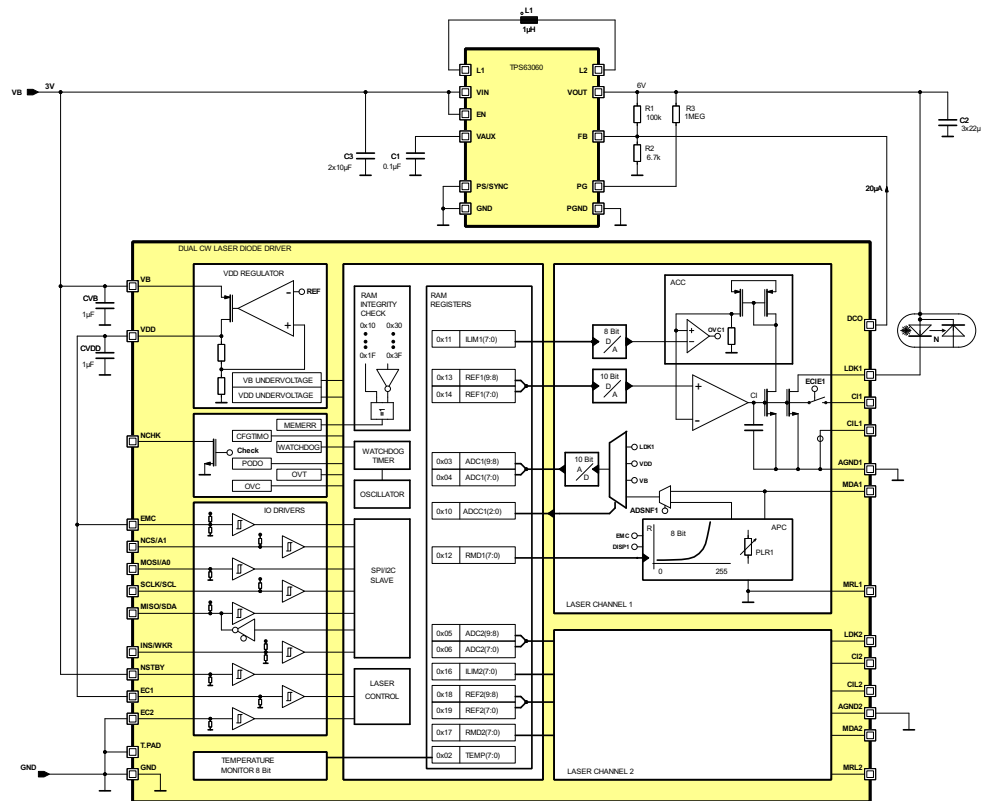 L1
1µH
TPS63060
L1
L2
VB
3V
VIN
VOUT
6V
EN
R1
100k
R3
1MEG
C2
3x22µ
VAUX
FB
C3
2x10µF
C1
0.1µF
R2
6.7k
PS/SYNC
PG
20µA
GND
PGND
DUAL CW LASER DIODE DRIVER
VB
VDD REGULATOR
REF
CVB
1µF
VDD
CVDD
1µF
VB UNDERVOLTAGE
VDD UNDERVOLTAGE
RAM
INTEGRITY
CHECK
0x10
0x30
0x1F
0x3F
=1
RAM
REGISTERS
0x11
ILIM1(7:0)
0x13
REF1(9:8)
0x14
REF1(7:0)
8 Bit
D
A
10 Bit
D
A
ACC
OVC1
DCO
N
LDK1
ECIE1
CI
CI1
CIL1
NCHK
MEMERR
CFGTIMO
Check
WATCHDOG
PODO
OVT
OVC
WATCHDOG
TIMER
OSCILLATOR
0x03
ADC1(9:8)
0x04
ADC1(7:0)
10 Bit
A
D
LDK1
VDD
VB
AGND1
MDA1
0x10
ADCC1(2:0)
ADSNF1
EMC
DISP1
R
8 Bit
APC
PLR1
0
255
0x12
RMD1(7:0)
MRL1
LASER CHANNEL 1
IO DRIVERS
EMC
NCS/A1
MOSI/A0
SCLK/SCL
MISO/SDA
INS/WKR
NSTBY
EC1
EC2
T.PAD
GND
GND
SPI/I2C
SLAVE
LASER
CONTROL
TEMPERATURE
MONITOR 8 Bit
0x05
ADC2(9:8)
0x06
ADC2(7:0)
0x16
ILIM2(7:0)
0x18
REF2(9:8)
0x19
REF2(7:0)
0x17
RMD2(7:0)
0x02
TEMP(7:0)
LASER CHANNEL 2
LDK2
CI2
CIL2
AGND2
MDA2
MRL2